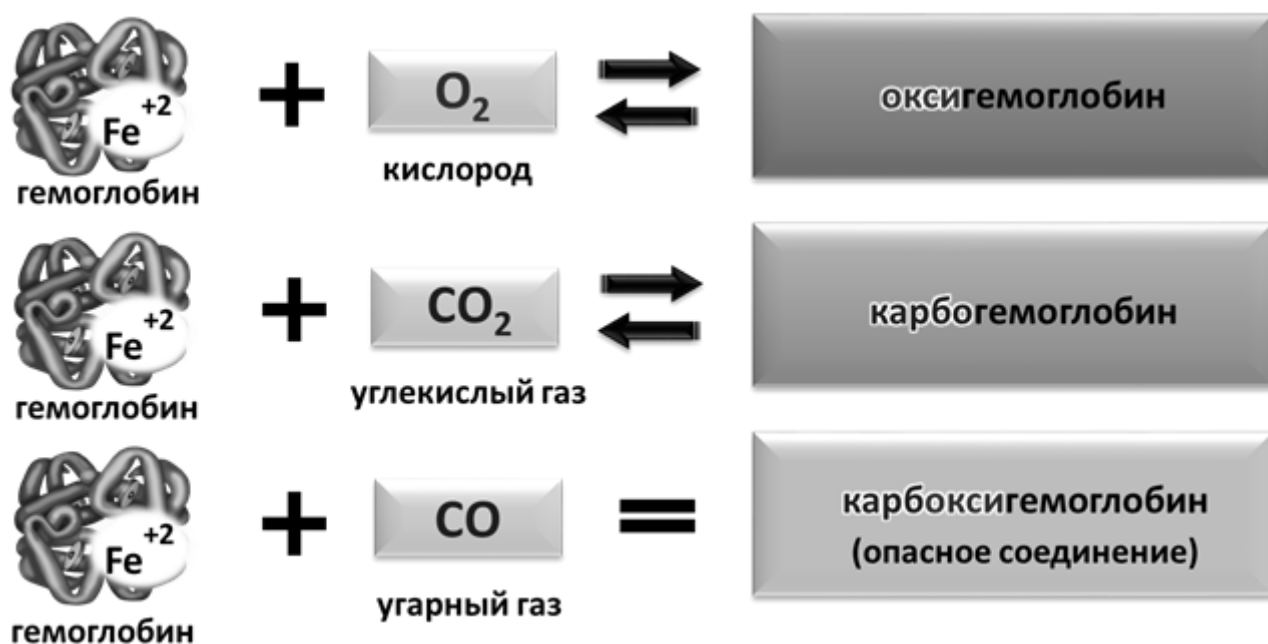 Fe +2 + O₂ ⇄ оксигемоглобин
гемоглобин кислород
Fe +2 + CO₂ ⇄ карбогемоглобин
гемоглобин углекислый газ
Fe +2 + CO = карбоксигемоглобин
(опасное соединение)
гемоглобин угарный газ